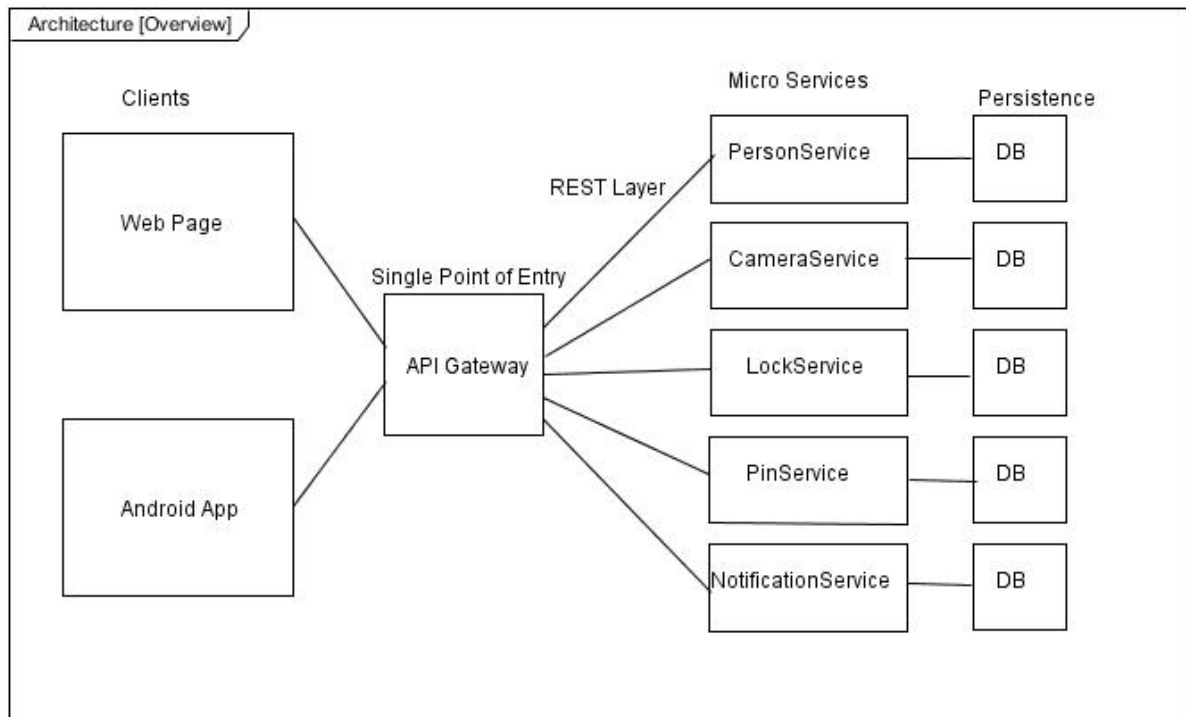 Architecture [Overview]
Clients
Micro Services
Persistence
Web Page
Android App
Single Point of Entry
API Gateway
REST Layer
PersonService
DB
CameraService
DB
LockService
DB
PinService
DB
NotificationService
DB